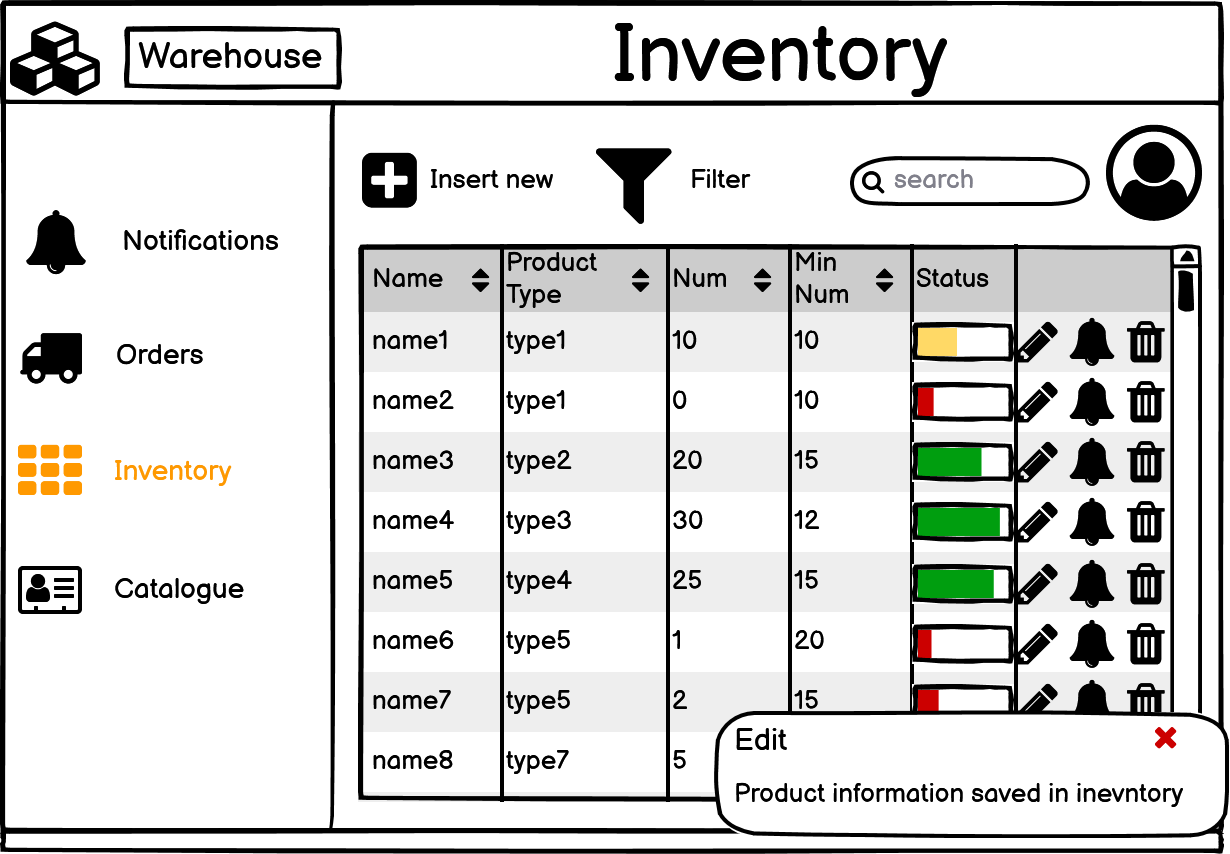 Warehouse
Inventory
Insert new
Filter
search
Notifications
Orders
Inventory
Catalogue
Name Product Type Num Min Num Status
name1 type1 10 10
name2 type1 0 10
name3 type2 20 15
name4 type3 30 12
name5 type4 25 15
name6 type5 1 20
name7 type5 2 15
name8 type7 5
Edit
Product information saved in inevntory